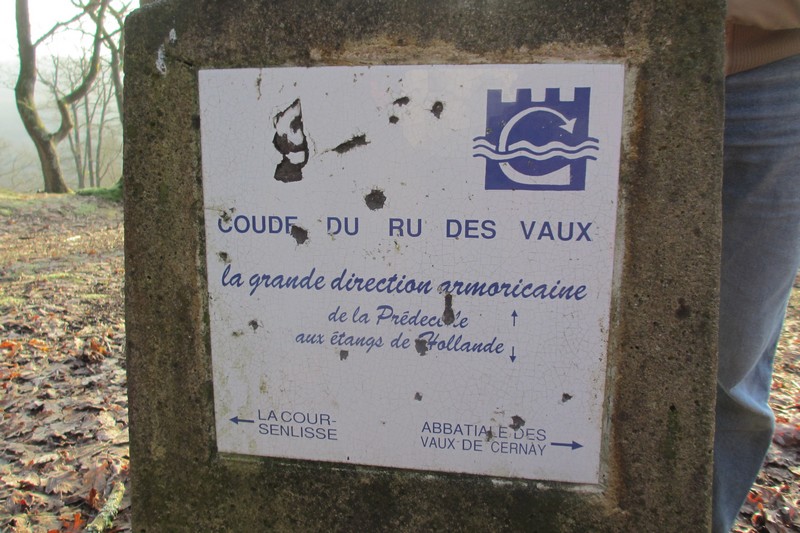 COUDE DU RU DES VAUX
la grande direction armoricaine
de la Prédecelle ↑
aux étangs de Hollande ↓
← LA COUR-
SENLISSE
ABBATIALE DES
VAUX DE CERNAY →